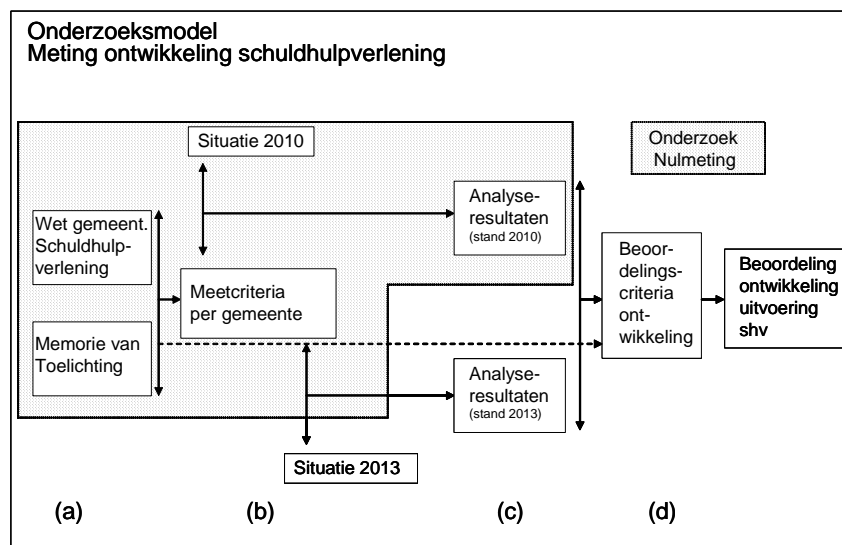 Onderzoeksmodel
Meting ontwikkeling schuldhulpverlening
Situatie 2010
Onderzoek
Nulmeting
Wet gemeent.
Schuldhulp-
verlening
Analyse-
resultaten
(stand 2010)
Meetcriteria
per gemeente
Beoor-
delings-
criteria
ont-
wikkeling
Beoordeling
ontwikkeling
uitvoering
shv
Memorie van
Toelichting
Analyse-
resultaten
(stand 2013)
Situatie 2013
(a)
(b)
(c)
(d)